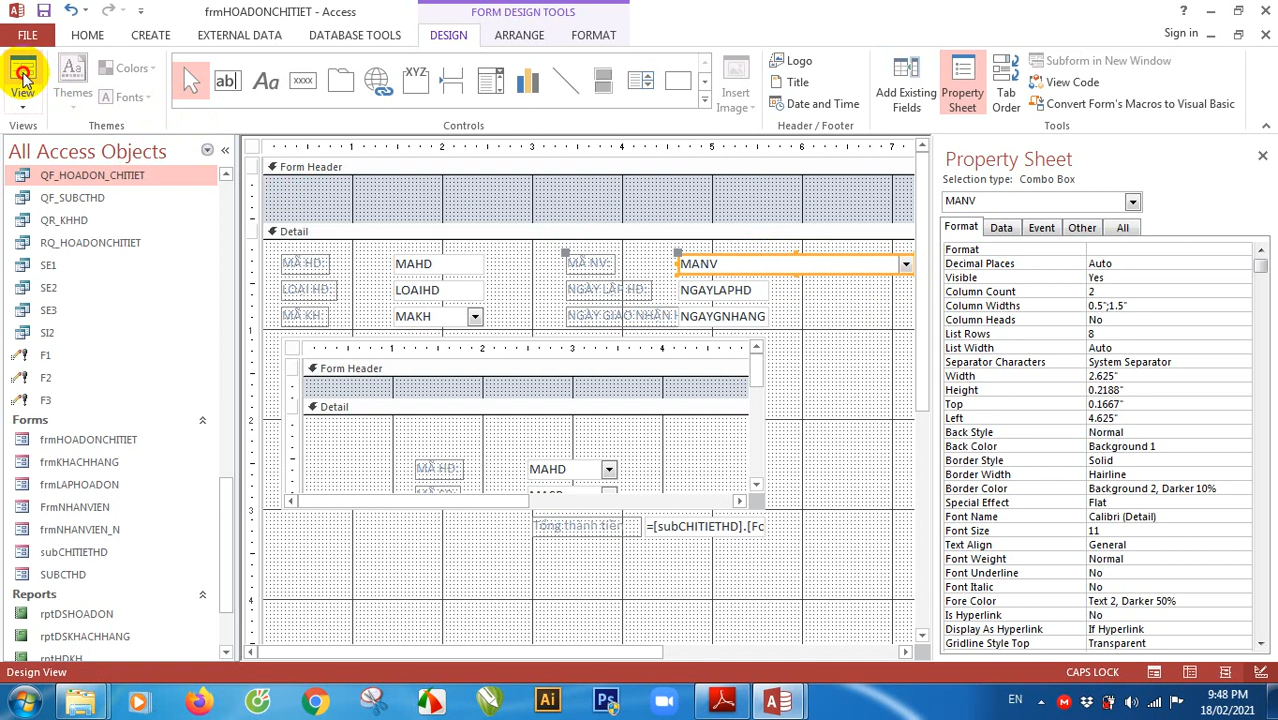 frmHOADONCHITIET - Access
FORM DESIGN TOOLS
FILE
HOME
CREATE
EXTERNAL DATA
DATABASE TOOLS
DESIGN
ARRANGE
FORMAT
Sign in
View
Themes
Colors
Fonts
Insert
Image
Logo
Title
Date and Time
Add Existing
Fields
Property
Sheet
Tab
Order
Subform in New Window
View Code
Convert Form's Macros to Visual Basic
Views
Themes
Controls
Header / Footer
Tools
All Access Objects
QF_HOADON_CHITIET
QF_SUBCTHD
QR_KHHD
RQ_HOADONCHITIET
SE1
SE2
SE3
SI2
F1
F2
F3
Forms
frmHOADONCHITIET
frmKHACHHANG
frmLAPHOADON
FrmNHANVIEN
frmNHANVIEN_N
subCHITIETHD
SUBCTHD
Reports
rptDSHOADON
rptDSKHACHHANG
rptHDKH
Form Header
Detail
MÃ HD: MAHD MÃ NV: MANV
LOẠI HD: LOAIHD NGÀY LẬP HD: NGAYLAPHD
MÃ KH: MAKH NGÀY GIAO NHẬN H NGAYGNHANG
Form Header
Detail
MÃ HD: MAHD
Tổng thành tiền =[subCHITIETHD].[Fc
Property Sheet
Selection type: Combo Box
MANV
Format Data Event Other All
Format
Decimal Places Auto
Visible Yes
Column Count 2
Column Widths 0.5";1.5"
Column Heads No
List Rows 8
List Width Auto
Separator Characters System Separator
Width 2.625"
Height 0.2188"
Top 0.1667"
Left 4.625"
Back Style Normal
Back Color Background 1
Border Style Solid
Border Width Hairline
Border Color Background 2, Darker 10%
Special Effect Flat
Font Name Calibri (Detail)
Font Size 11
Text Align General
Font Weight Normal
Font Underline No
Font Italic No
Fore Color Text 2, Darker 50%
Is Hyperlink No
Display As Hyperlink If Hyperlink
Gridline Style Top Transparent
Design View
CAPS LOCK
EN
9:48 PM
18/02/2021